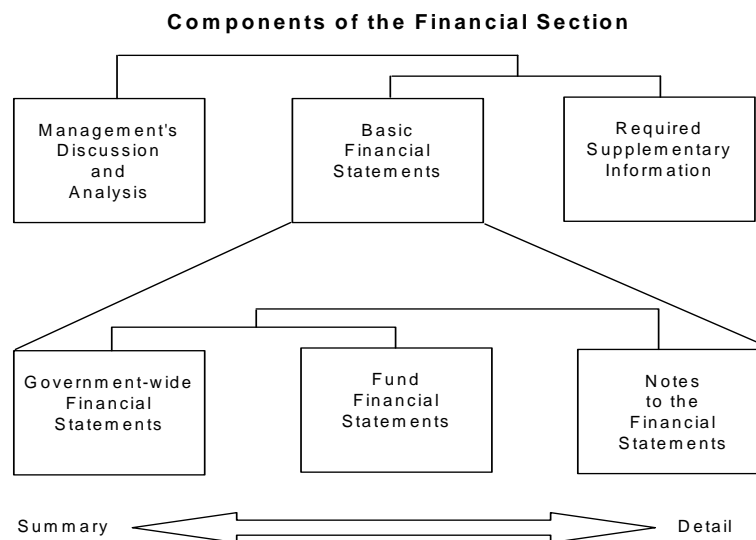 Components of the Financial Section
Management's
Discussion
and
Analysis
Basic
Financial
Statements
Required
Supplementary
Information
Government-wide
Financial
Statements
Fund
Financial
Statements
Notes
to the
Financial
Statements
Summary
Detail